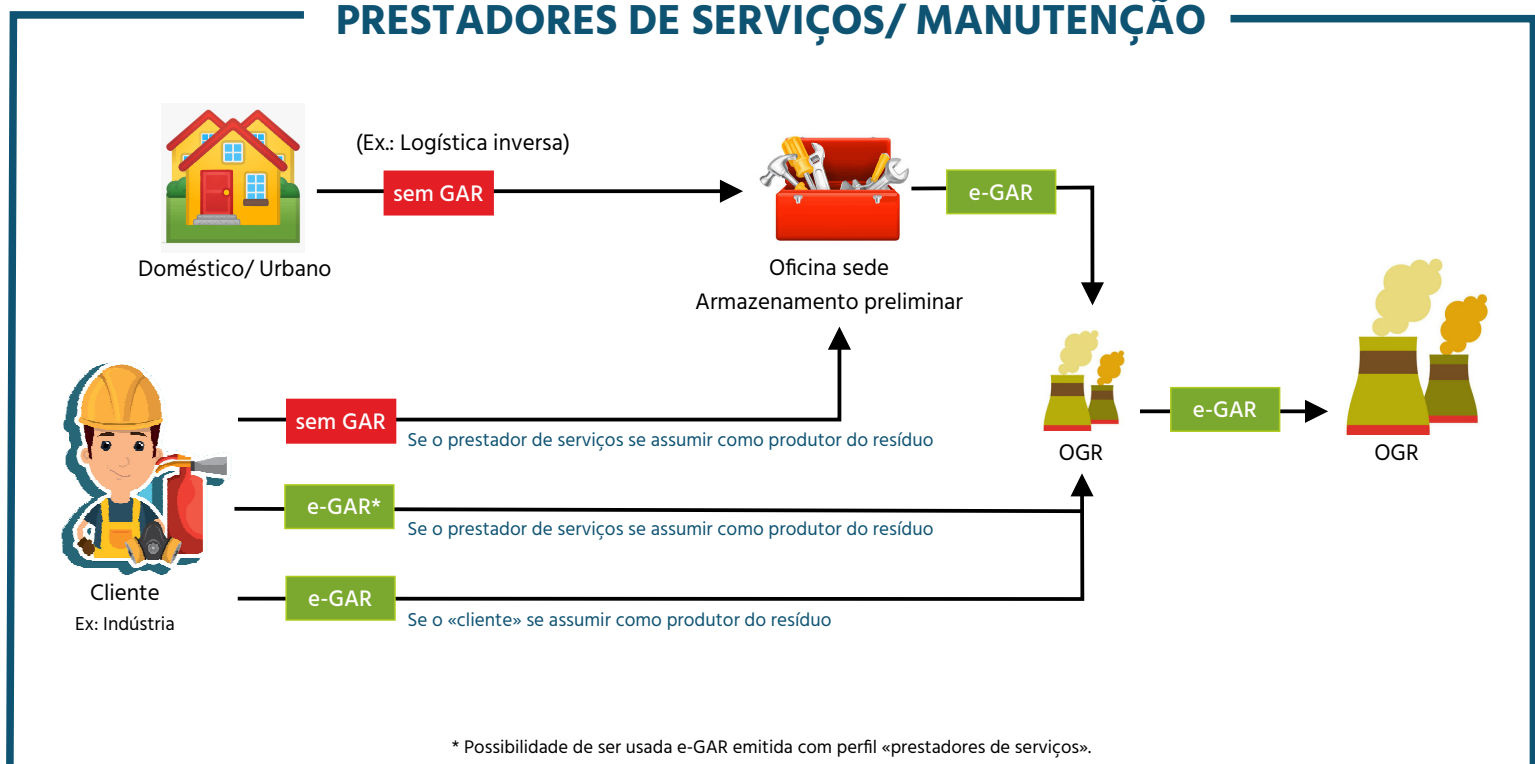 PRESTADORES DE SERVIÇOS/ MANUTENÇÃO
(Ex.: Logística inversa)
sem GAR
e-GAR
Doméstico/ Urbano
Oficina sede
Armazenamento preliminar
sem GAR
Se o prestador de serviços se assumir como produtor do resíduo
e-GAR
OGR
OGR
e-GAR*
Se o prestador de serviços se assumir como produtor do resíduo
e-GAR
Se o «cliente» se assumir como produtor do resíduo
Cliente
Ex: Indústria
* Possibilidade de ser usada e-GAR emitida com perfil «prestadores de serviços».